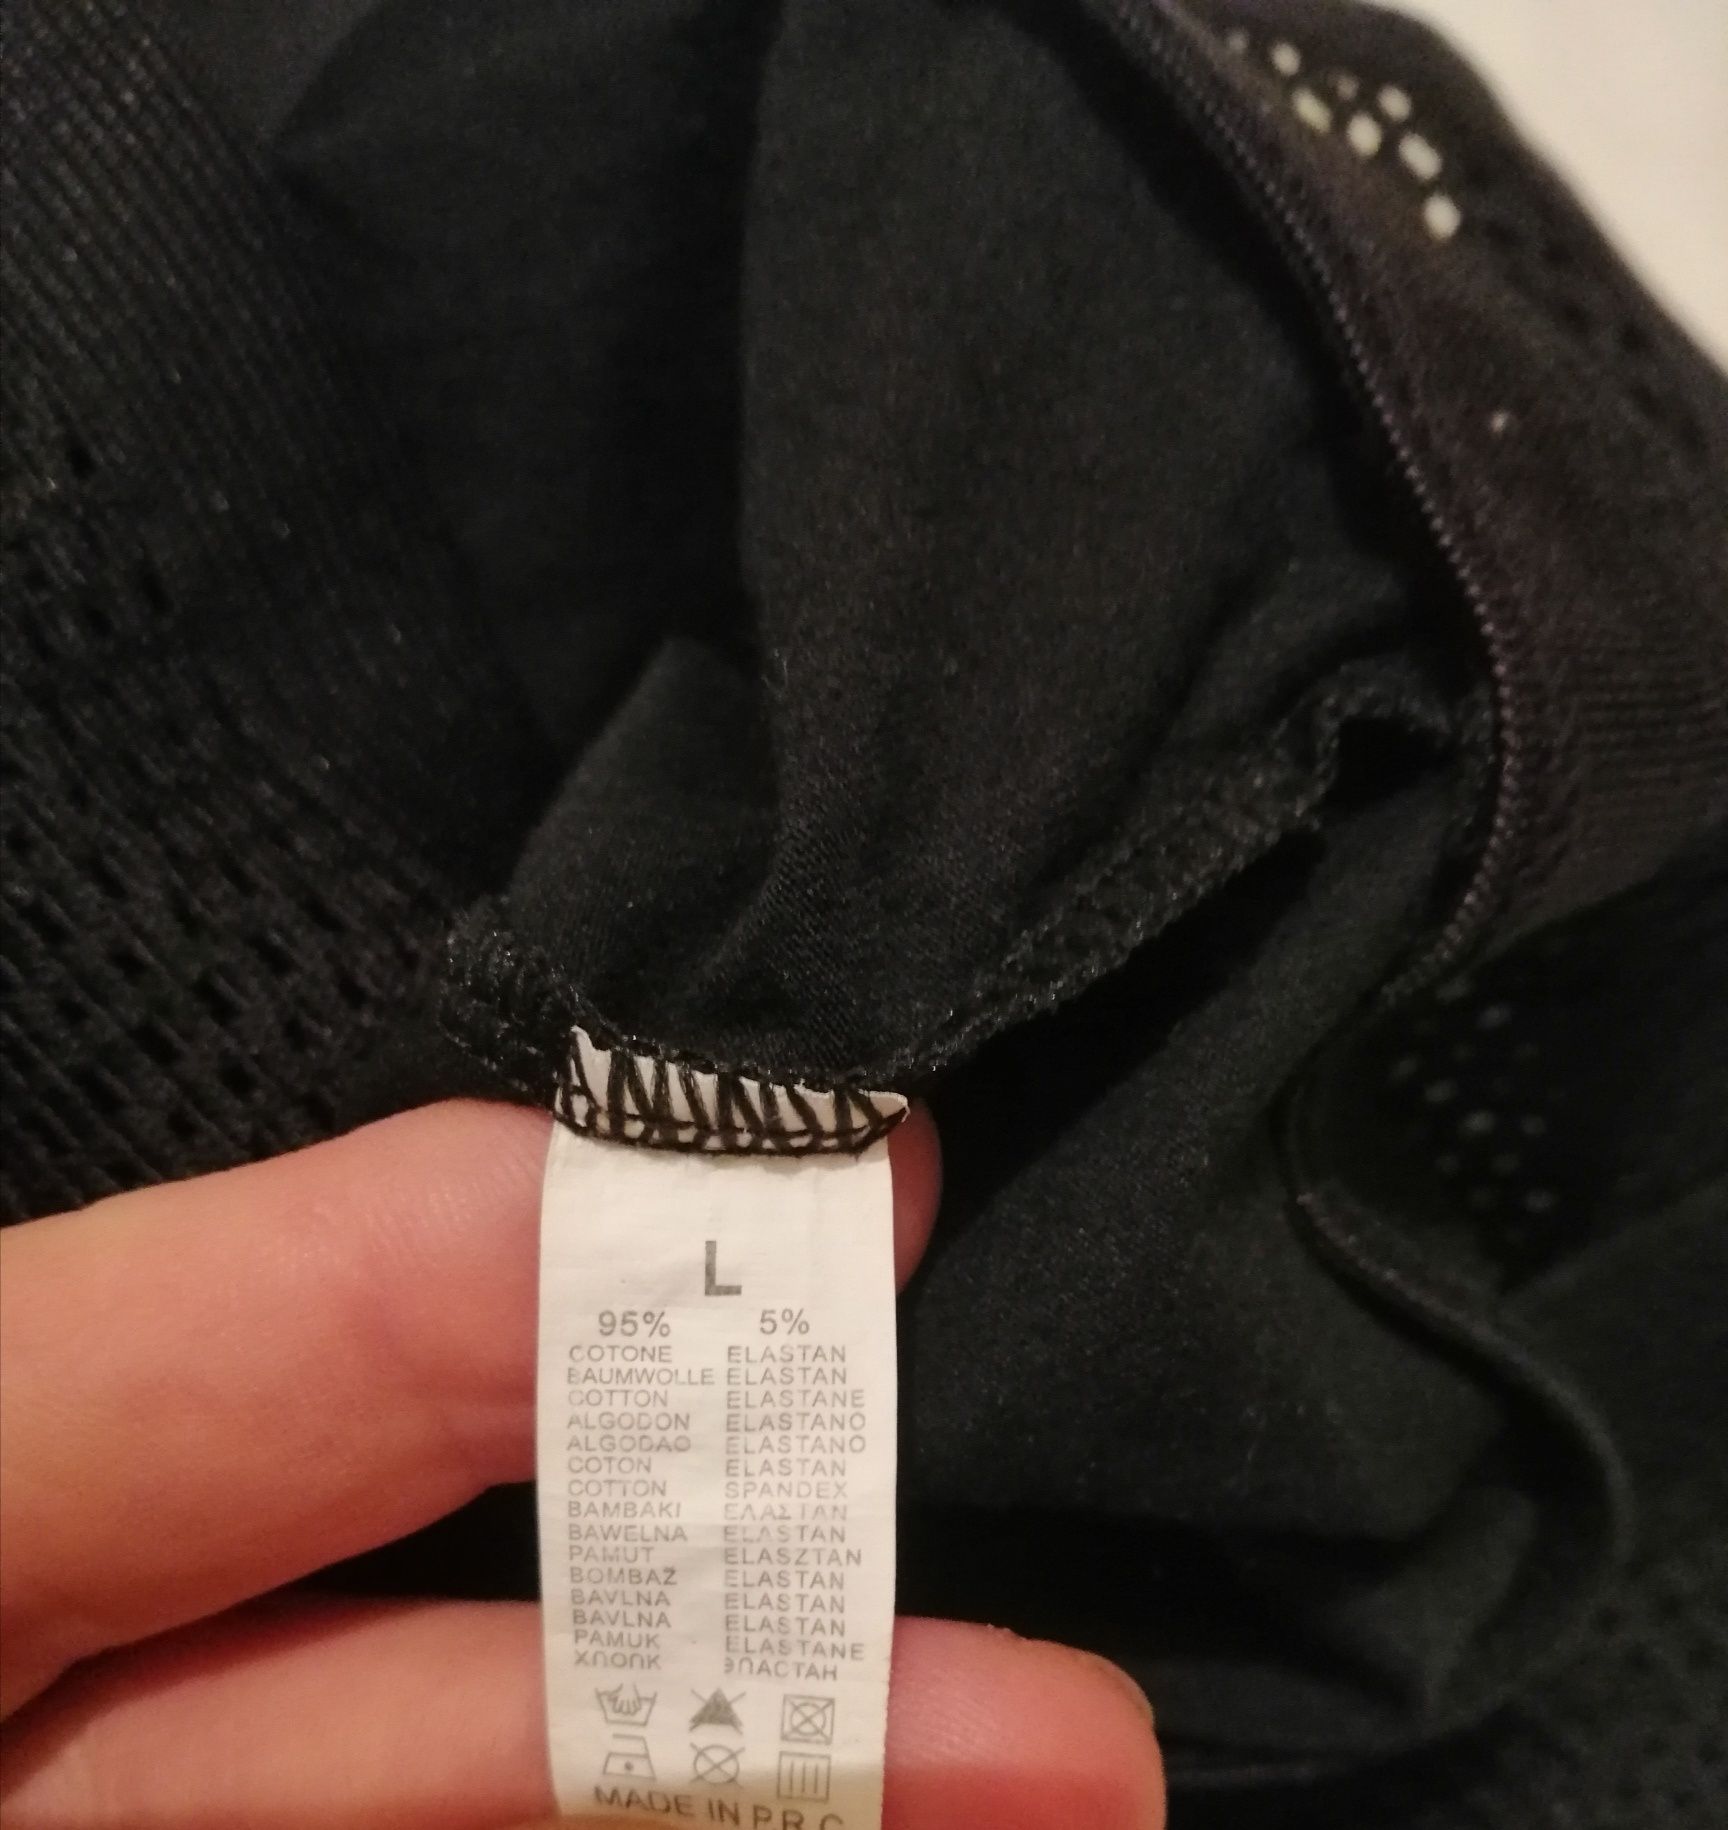 L
95% 5%
COTONE ELASTAN
BAUMWOLLE ELASTAN
COTTON ELASTANE
ALGODON ELASTANO
ALGODAO ELASTANO
COTON ELASTAN
COTTON SPANDEX
BAMBAKI ΕΛΑΣΤΑΝ
BAWELNA ELASTAN
PAMUT ELASZTAN
BOMBAŽ ELASTAN
BAVLNA ELASTAN
BAVLNA ELASTAN
PAMUK ELASTANE
ХЛОПОК ЭЛАСТАН
MADE IN P.R.C